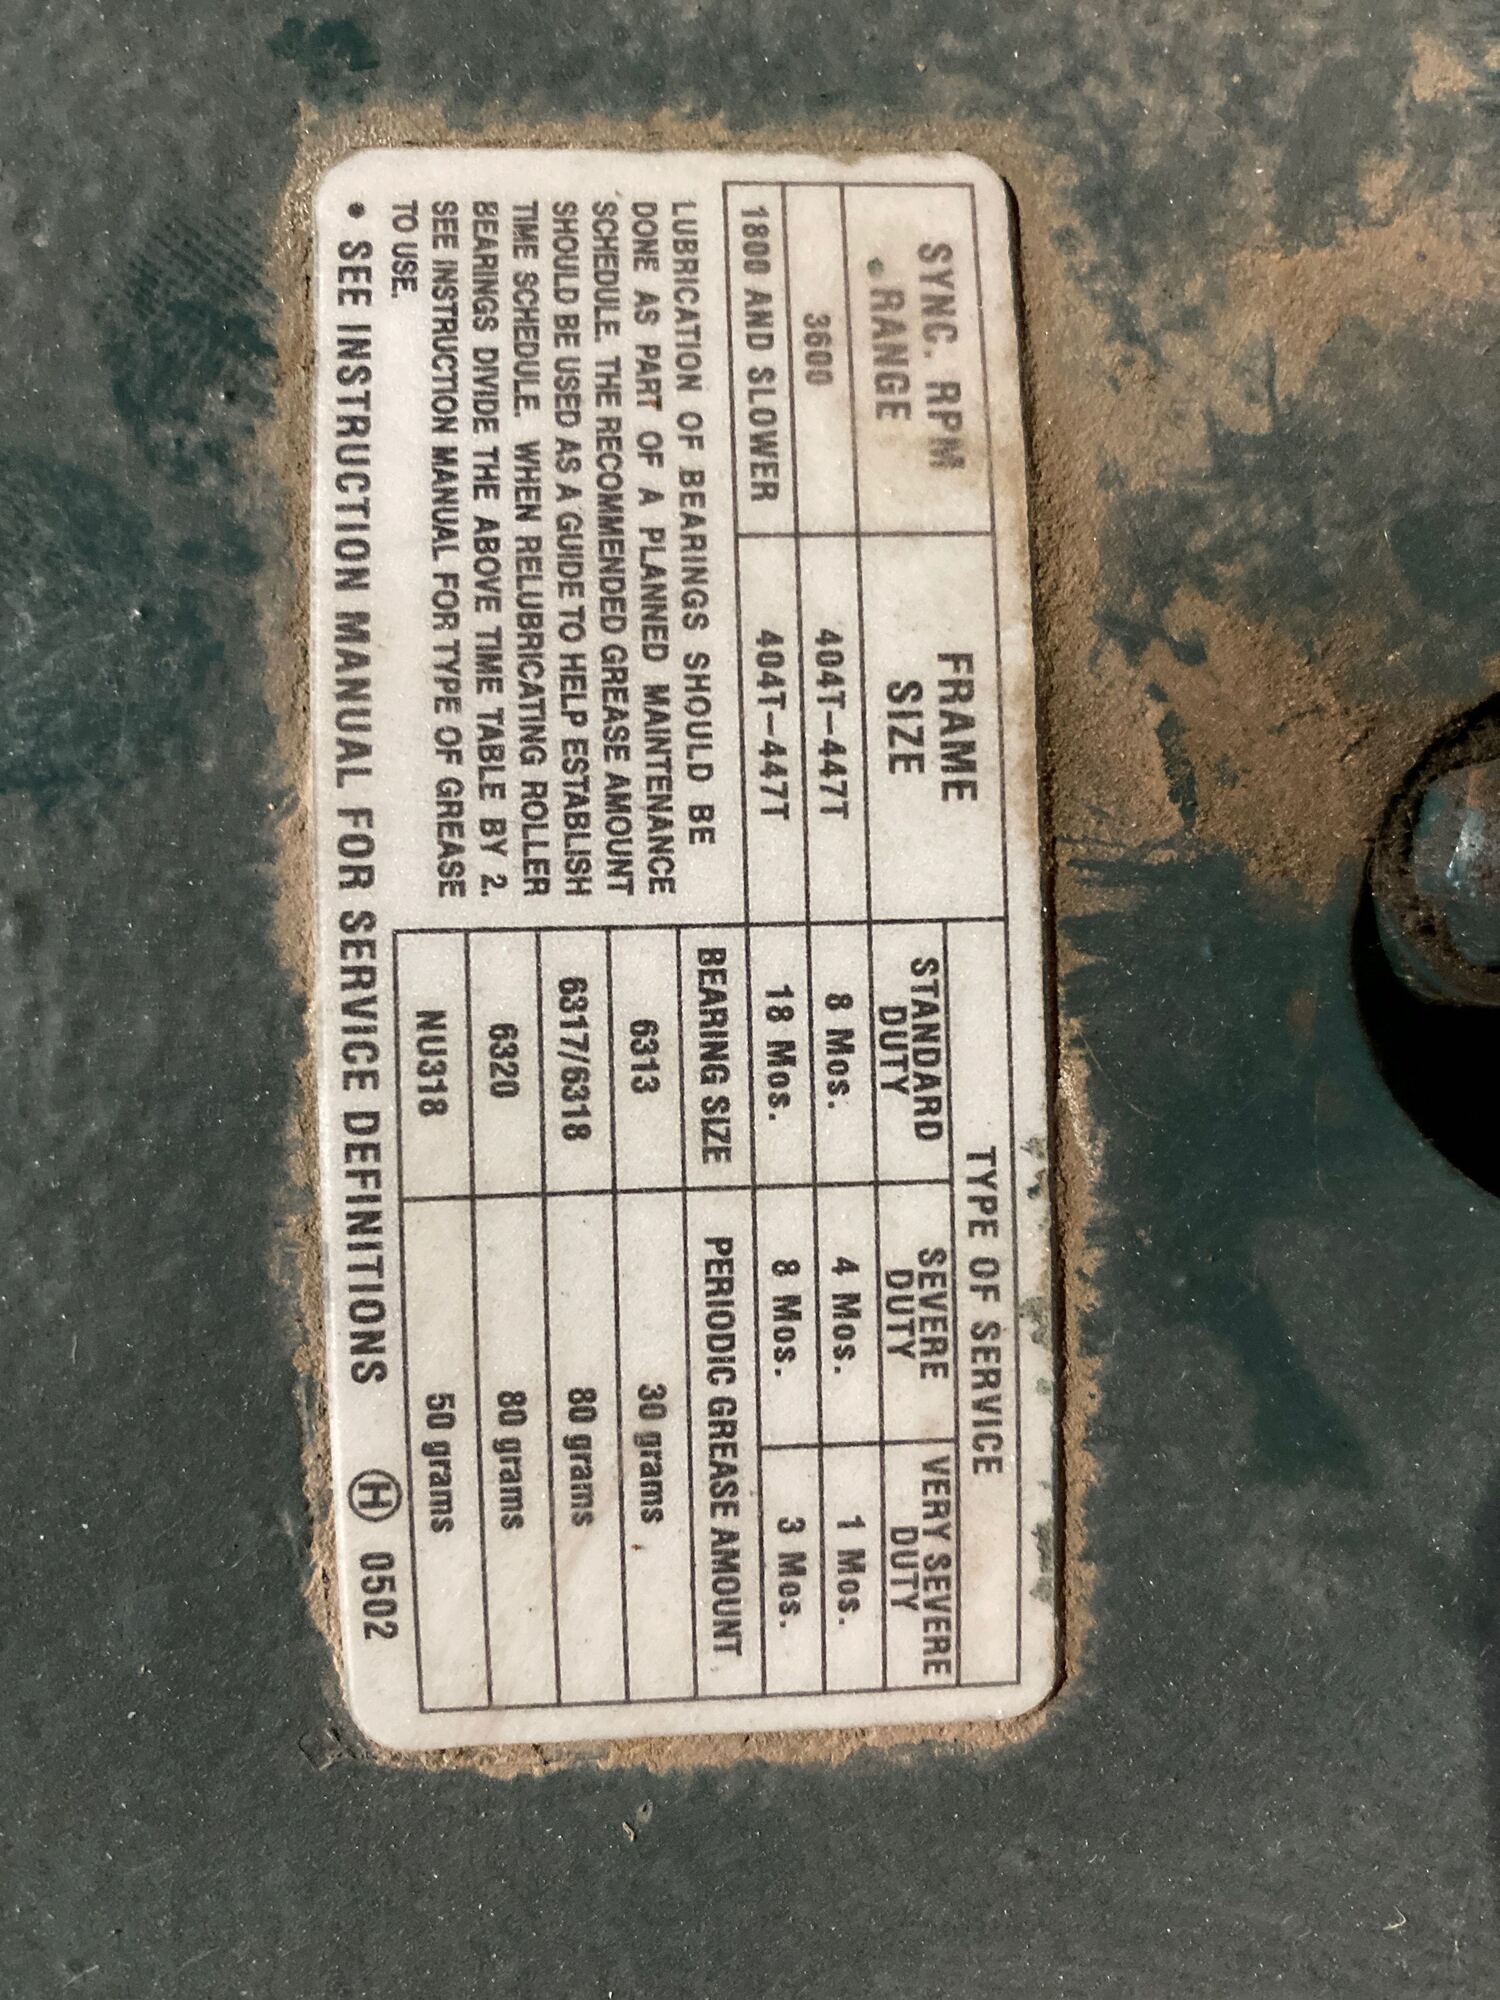 SYNC. RPM RANGE FRAME SIZE TYPE OF SERVICE
STANDARD DUTY SEVERE DUTY VERY SEVERE DUTY
3600 404T–447T 8 Mos. 4 Mos. 1 Mos.
1800 AND SLOWER 404T–447T 18 Mos. 8 Mos. 3 Mos.
LUBRICATION OF BEARINGS SHOULD BE
DONE AS PART OF A PLANNED MAINTENANCE
SCHEDULE. THE RECOMMENDED GREASE AMOUNT
SHOULD BE USED AS A GUIDE TO HELP ESTABLISH
TIME SCHEDULE. WHEN RELUBRICATING ROLLER
BEARINGS DIVIDE THE ABOVE TIME TABLE BY 2.
SEE INSTRUCTION MANUAL FOR TYPE OF GREASE
TO USE.
BEARING SIZE PERIODIC GREASE AMOUNT
6313 30 grams
6317/6318 80 grams
6320 80 grams
NU318 50 grams
• SEE INSTRUCTION MANUAL FOR SERVICE DEFINITIONS Ⓗ 0502